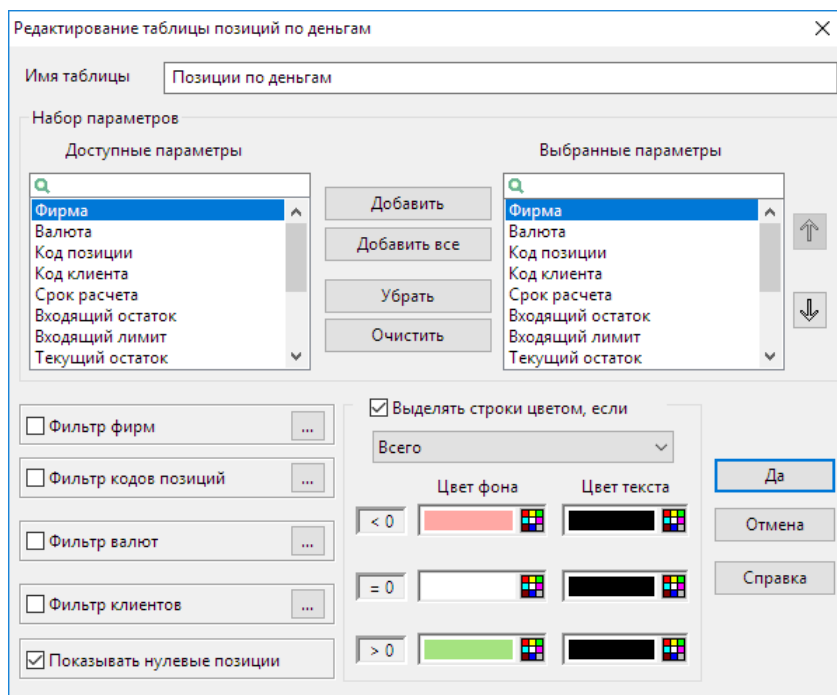 Редактирование таблицы позиций по деньгам
Имя таблицы
Позиции по деньгам
Набор параметров
Доступные параметры
Фирма
Валюта
Код позиции
Код клиента
Срок расчета
Входящий остаток
Входящий лимит
Текущий остаток
Добавить
Добавить все
Убрать
Очистить
Выбранные параметры
Фирма
Валюта
Код позиции
Код клиента
Срок расчета
Входящий остаток
Входящий лимит
Текущий остаток
Фильтр фирм ...
Фильтр кодов позиций ...
Фильтр валют ...
Фильтр клиентов ...
Показывать нулевые позиции
Выделять строки цветом, если
Всего
Цвет фона Цвет текста
< 0
= 0
> 0
Да
Отмена
Справка